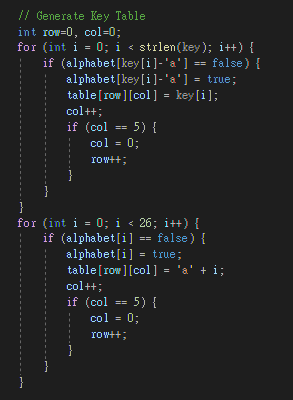 // Generate Key Table
int row=0, col=0;
for (int i = 0; i < strlen(key); i++) {
    if (alphabet[key[i]-'a'] == false) {
        alphabet[key[i]-'a'] = true;
        table[row][col] = key[i];
        col++;
        if (col == 5) {
            col = 0;
            row++;
        }
    }
}
for (int i = 0; i < 26; i++) {
    if (alphabet[i] == false) {
        alphabet[i] = true;
        table[row][col] = 'a' + i;
        col++;
        if (col == 5) {
            col = 0;
            row++;
        }
    }
}